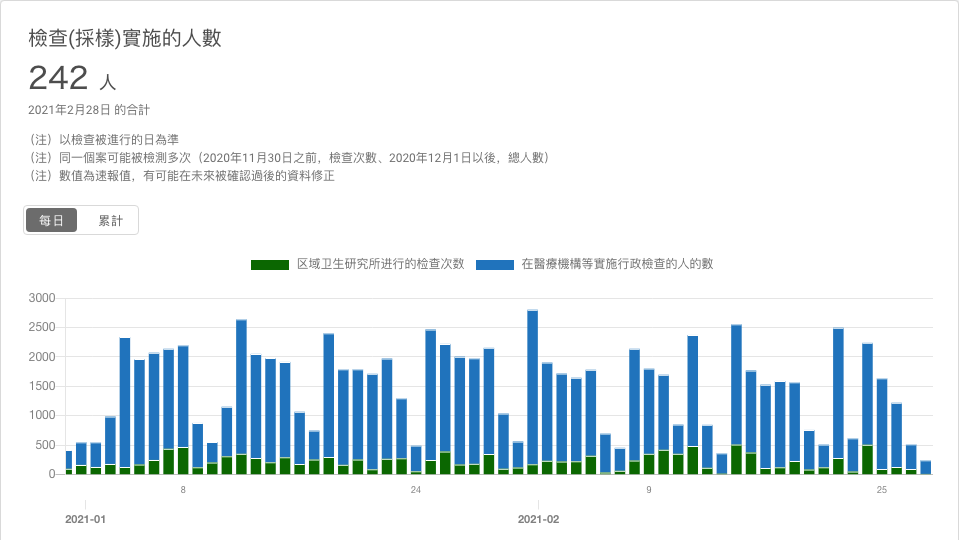 檢查(採樣)實施的人數
242 人
2021年2月28日 的合計
（注）以檢查被進行的日為準
（注）同一個案可能被檢測多次（2020年11月30日之前，檢查次數、2020年12月1日以後，總人數）
（注）數值為速報值，有可能在未來被確認過後的資料修正
每日 累計
区域卫生研究所进行的检查次数 在醫療機構等實施行政檢查的人的數
3000
2500
2000
1500
1000
500
0
8 24 9 25
2021-01 2021-02